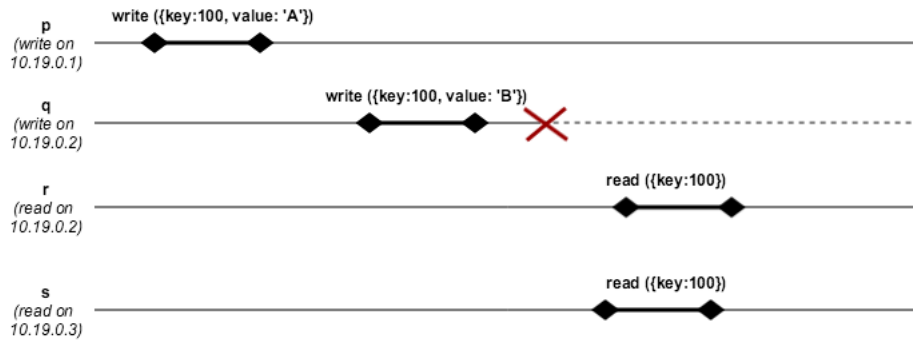 write ({key:100, value: 'A'})
p
(write on
10.19.0.1)
write ({key:100, value: 'B'})
q
(write on
10.19.0.2)
read ({key:100})
r
(read on
10.19.0.2)
read ({key:100})
s
(read on
10.19.0.3)